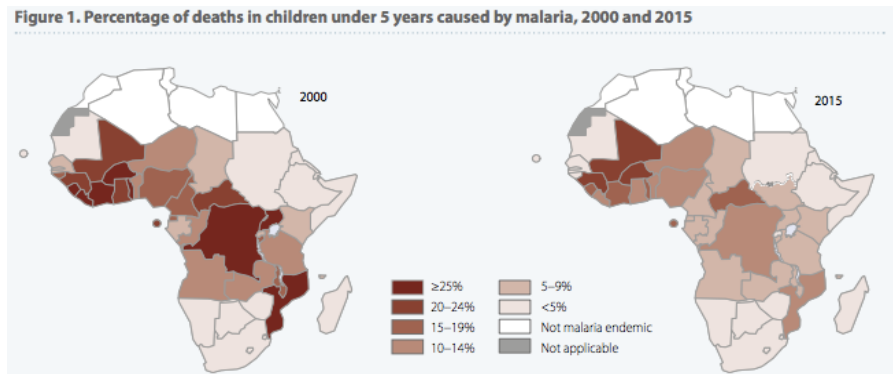 Figure 1. Percentage of deaths in children under 5 years caused by malaria, 2000 and 2015
2000
2015
≥25%
20–24%
15–19%
10–14%
5–9%
<5%
Not malaria endemic
Not applicable